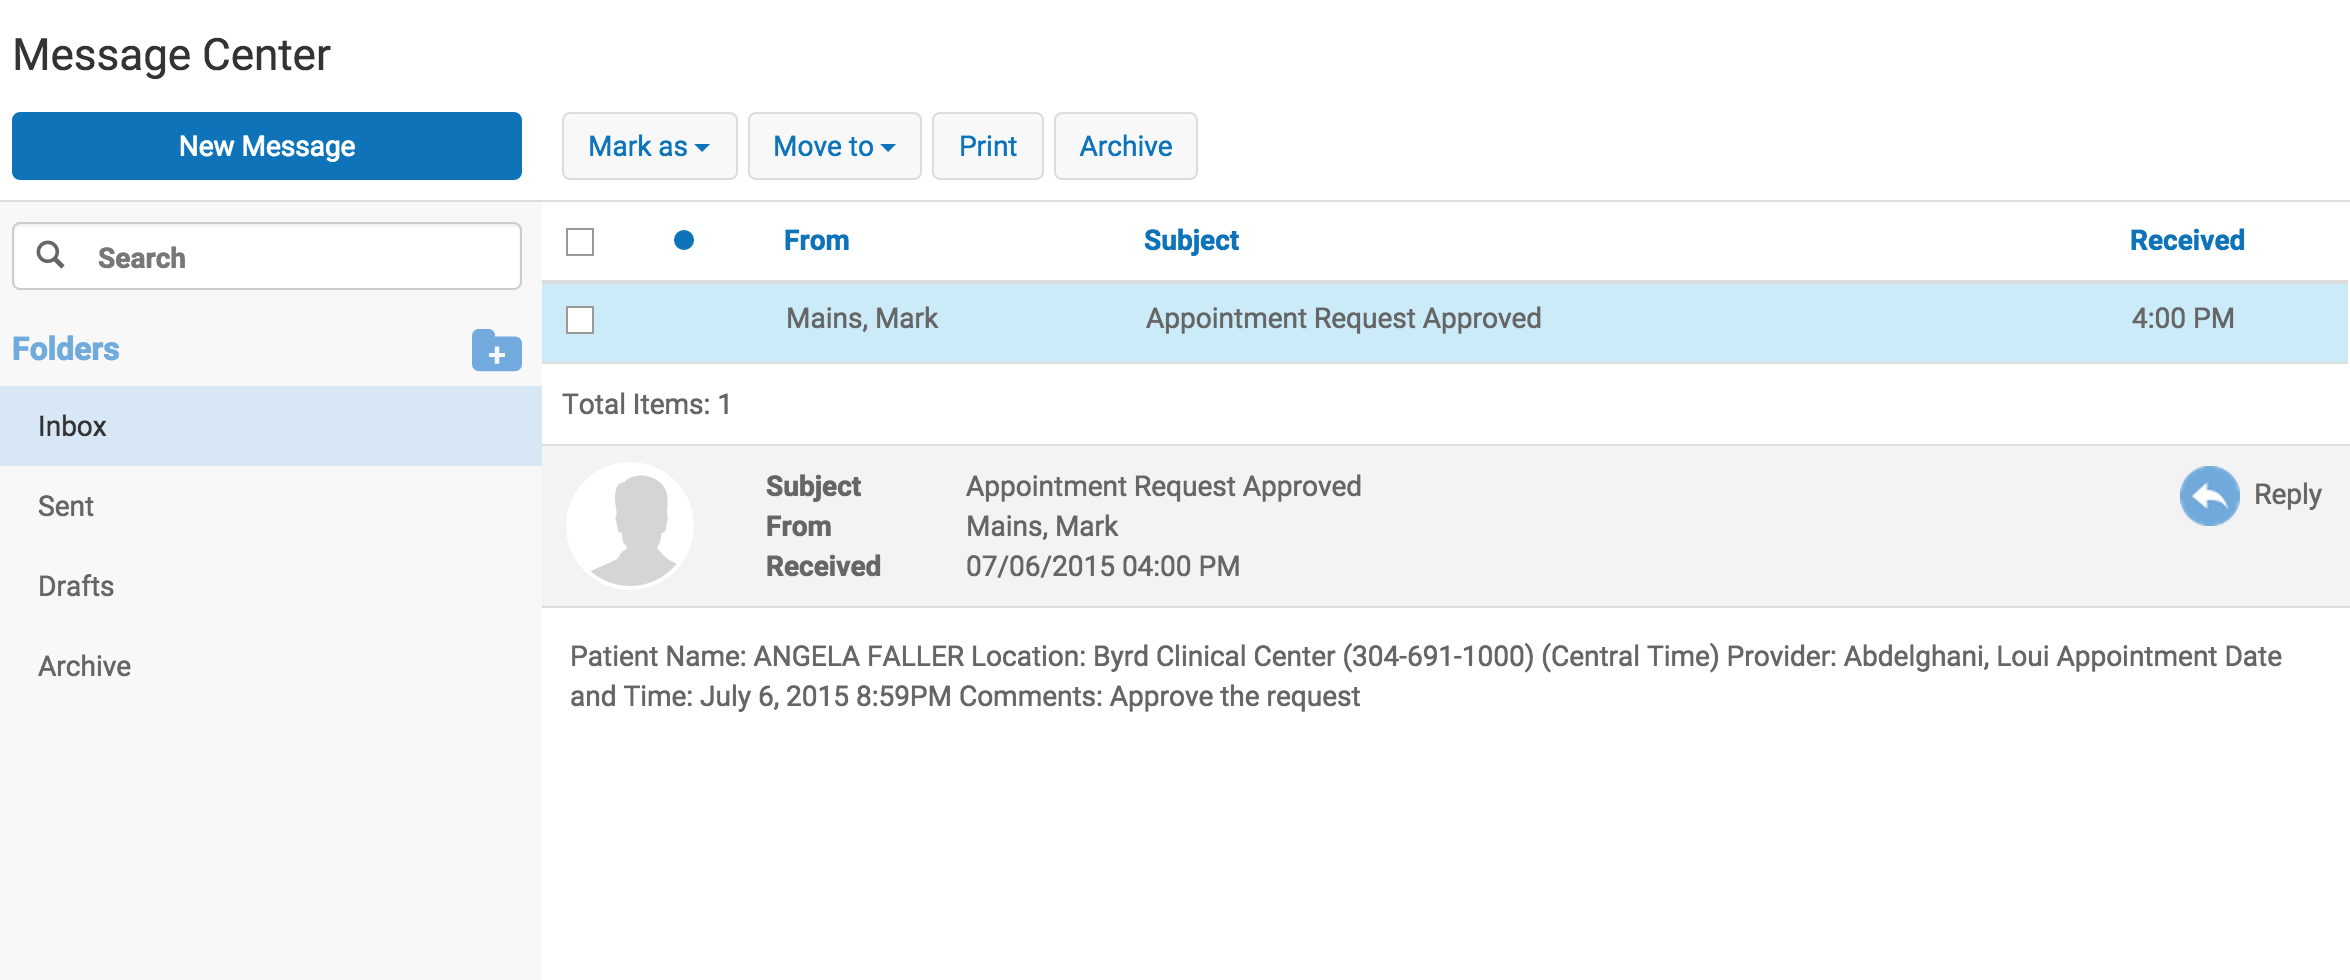 Message Center
New Message
Mark as
Move to
Print
Archive
Search
From
Subject
Received
Mains, Mark
Appointment Request Approved
4:00 PM
Folders
Inbox
Sent
Drafts
Archive
Total Items: 1
Subject
Appointment Request Approved
From
Mains, Mark
Received
07/06/2015 04:00 PM
Reply
Patient Name: ANGELA FALLER Location: Byrd Clinical Center (304-691-1000) (Central Time) Provider: Abdelghani, Loui Appointment Date
and Time: July 6, 2015 8:59PM Comments: Approve the request